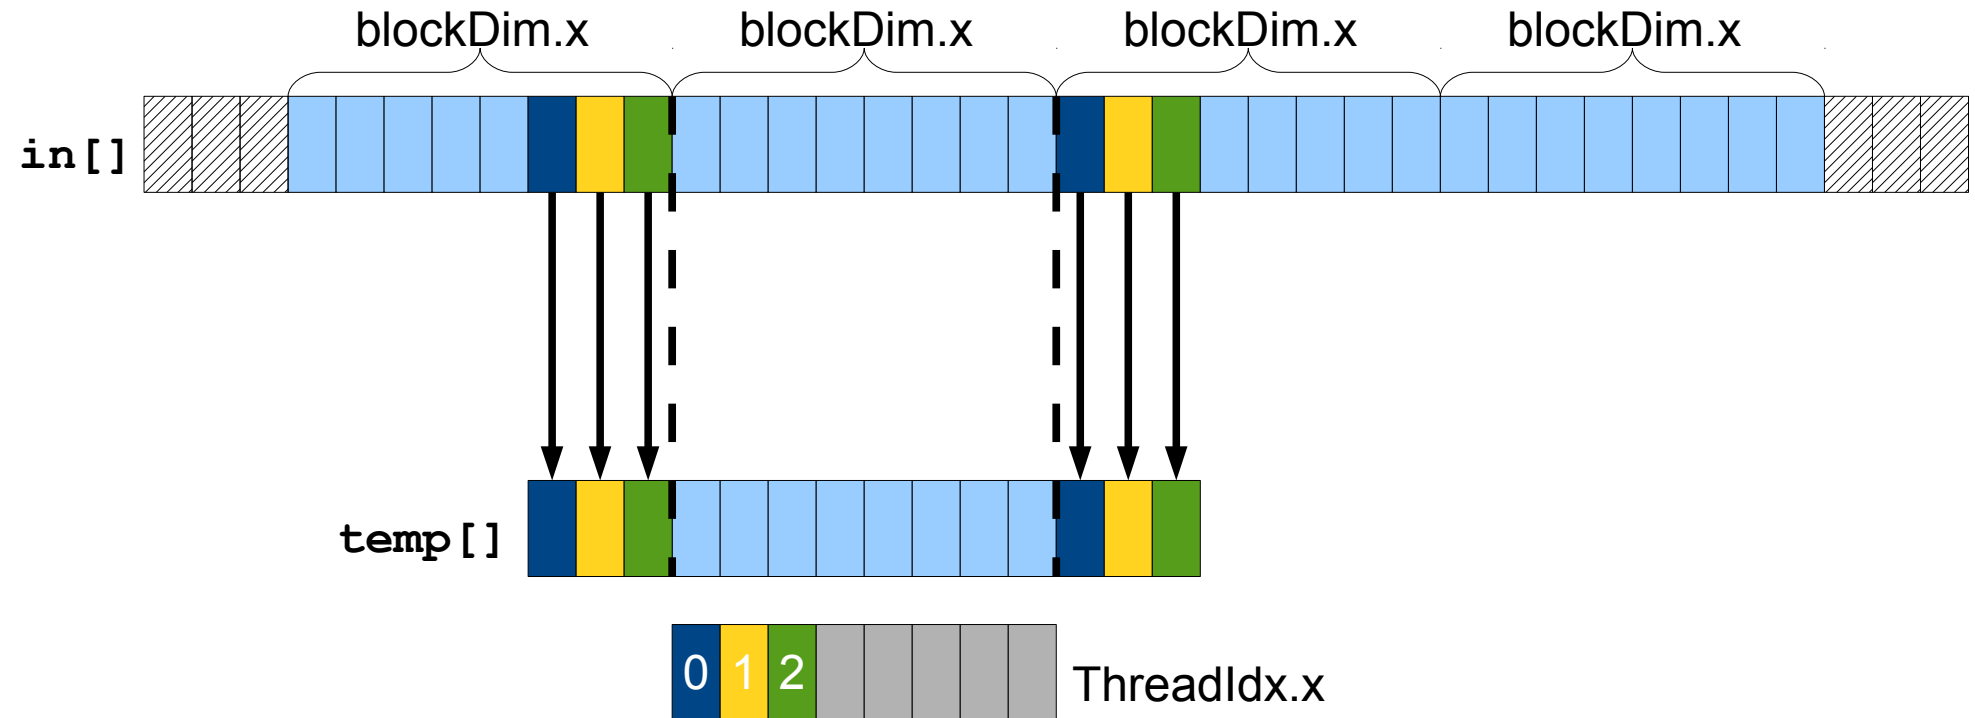 blockDim.x blockDim.x blockDim.x blockDim.x
in[]
temp[]
0 1 2
ThreadIdx.x